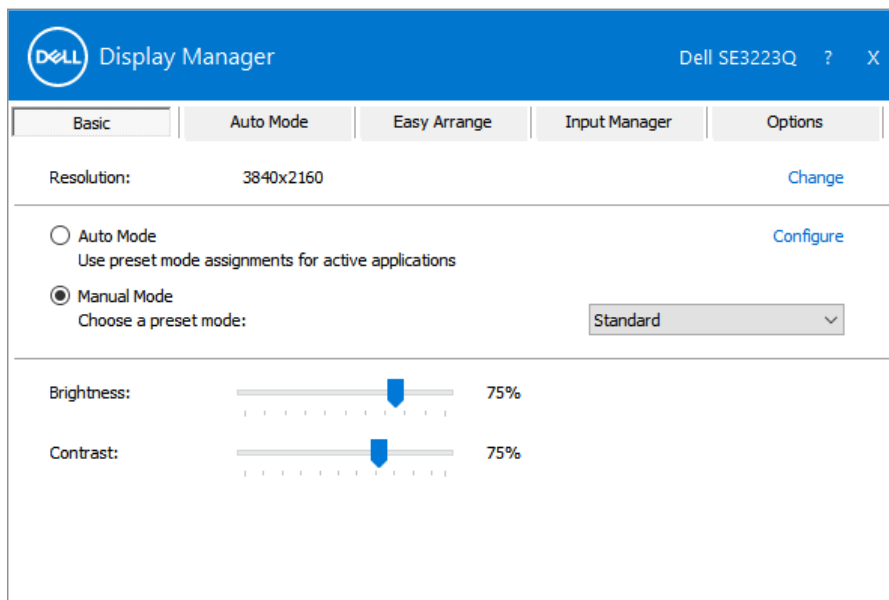 DELL Display Manager Dell SE3223Q ? X
Basic Auto Mode Easy Arrange Input Manager Options
Resolution: 3840x2160 Change
Auto Mode Configure
Use preset mode assignments for active applications
Manual Mode
Choose a preset mode: Standard
Brightness: 75%
Contrast: 75%